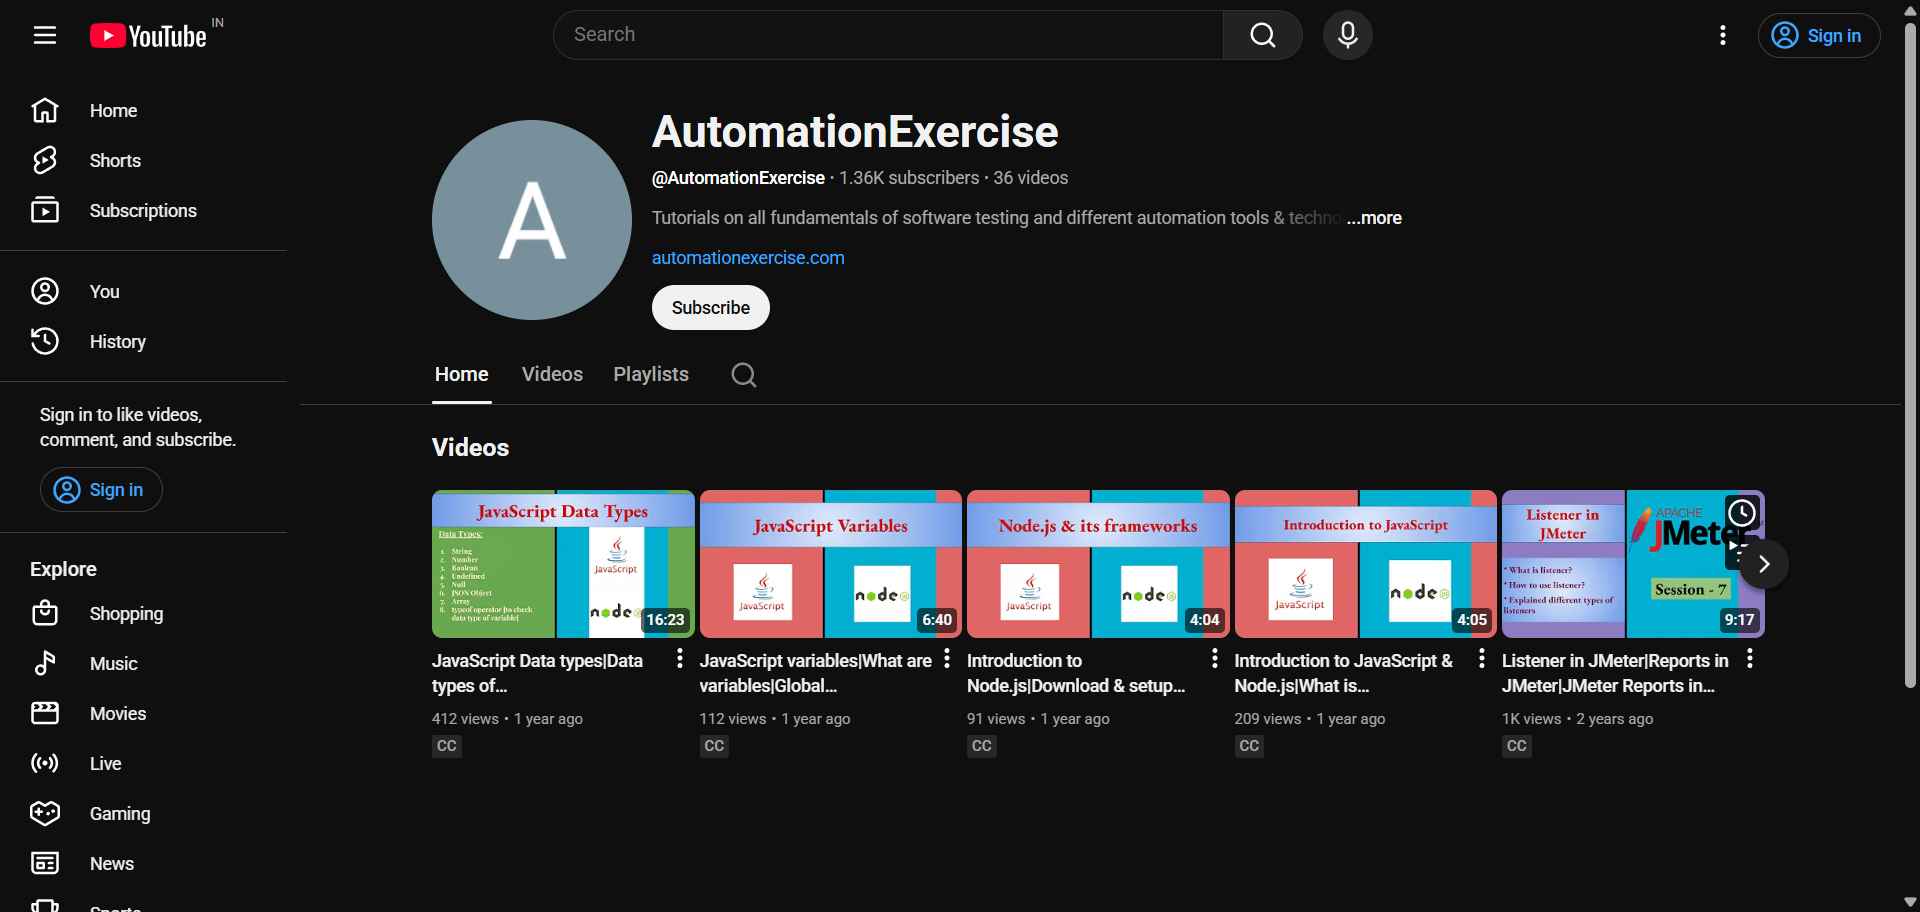 YouTube IN
Search
Sign in
Home
Shorts
Subscriptions
You
History
Sign in to like videos,
comment, and subscribe.
Sign in
Explore
Shopping
Music
Movies
Live
Gaming
News
AutomationExercise
@AutomationExercise · 1.36K subscribers · 36 videos
Tutorials on all fundamentals of software testing and different automation tools & techno ...more
automationexercise.com
Subscribe
Home Videos Playlists
Videos
JavaScript Data Types
Data Types:
1. String
2. Number
3. Boolean
4. Undefined
5. Null
6. JSON Object
7. Array
8. typeof operator [to check
data type of variable]
JavaScript
node
16:23
JavaScript Data types|Data
types of...
412 views • 1 year ago
CC
JavaScript Variables
JavaScript
node
6:40
JavaScript variables|What are
variables|Global...
112 views • 1 year ago
CC
Node.js & its frameworks
JavaScript
node
4:04
Introduction to
Node.js|Download & setup...
91 views • 1 year ago
CC
Introduction to JavaScript
JavaScript
node
4:05
Introduction to JavaScript &
Node.js|What is...
209 views • 1 year ago
CC
Listener in
JMeter
* What is listener?
* How to use listener?
* Explained different types of
listeners
APACHE
JMeter
Session - 7
9:17
Listener in JMeter|Reports in
JMeter|JMeter Reports in...
1K views • 2 years ago
CC